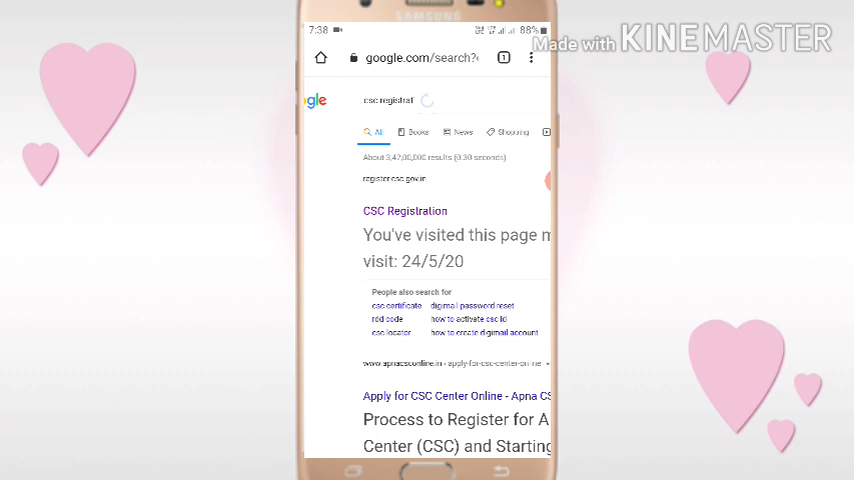 SAMSUNG
7:38
88%
Made with KINEMASTER
google.com/search?
1
gle
csc registrat
All
Books
News
Shopping
About 3,42,00,000 results (0.30 seconds)
register.csc.gov.in
CSC Registration
You've visited this page m
visit: 24/5/20
People also search for
csc certificate
digimail password reset
rdd code
how to activate csc id
csc locator
how to create digimail account
www.apnacsconline.in › apply-for-csc-center-online
Apply for CSC Center Online - Apna CS
Process to Register for A
Center (CSC) and Starting